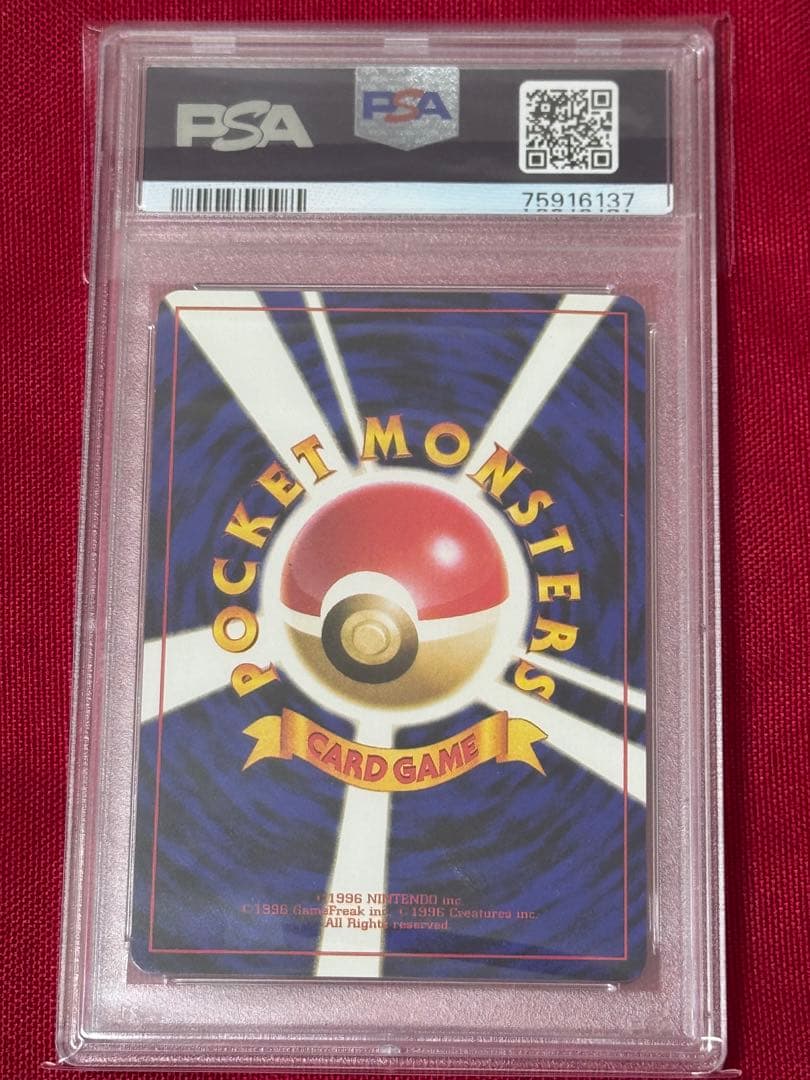 PSA
PSA
75916137
POCKET MONSTERS
CARD GAME
©1996 NINTENDO inc.
©1996 GameFreak inc. ©1996 Creatures inc.
All Rights reserved.